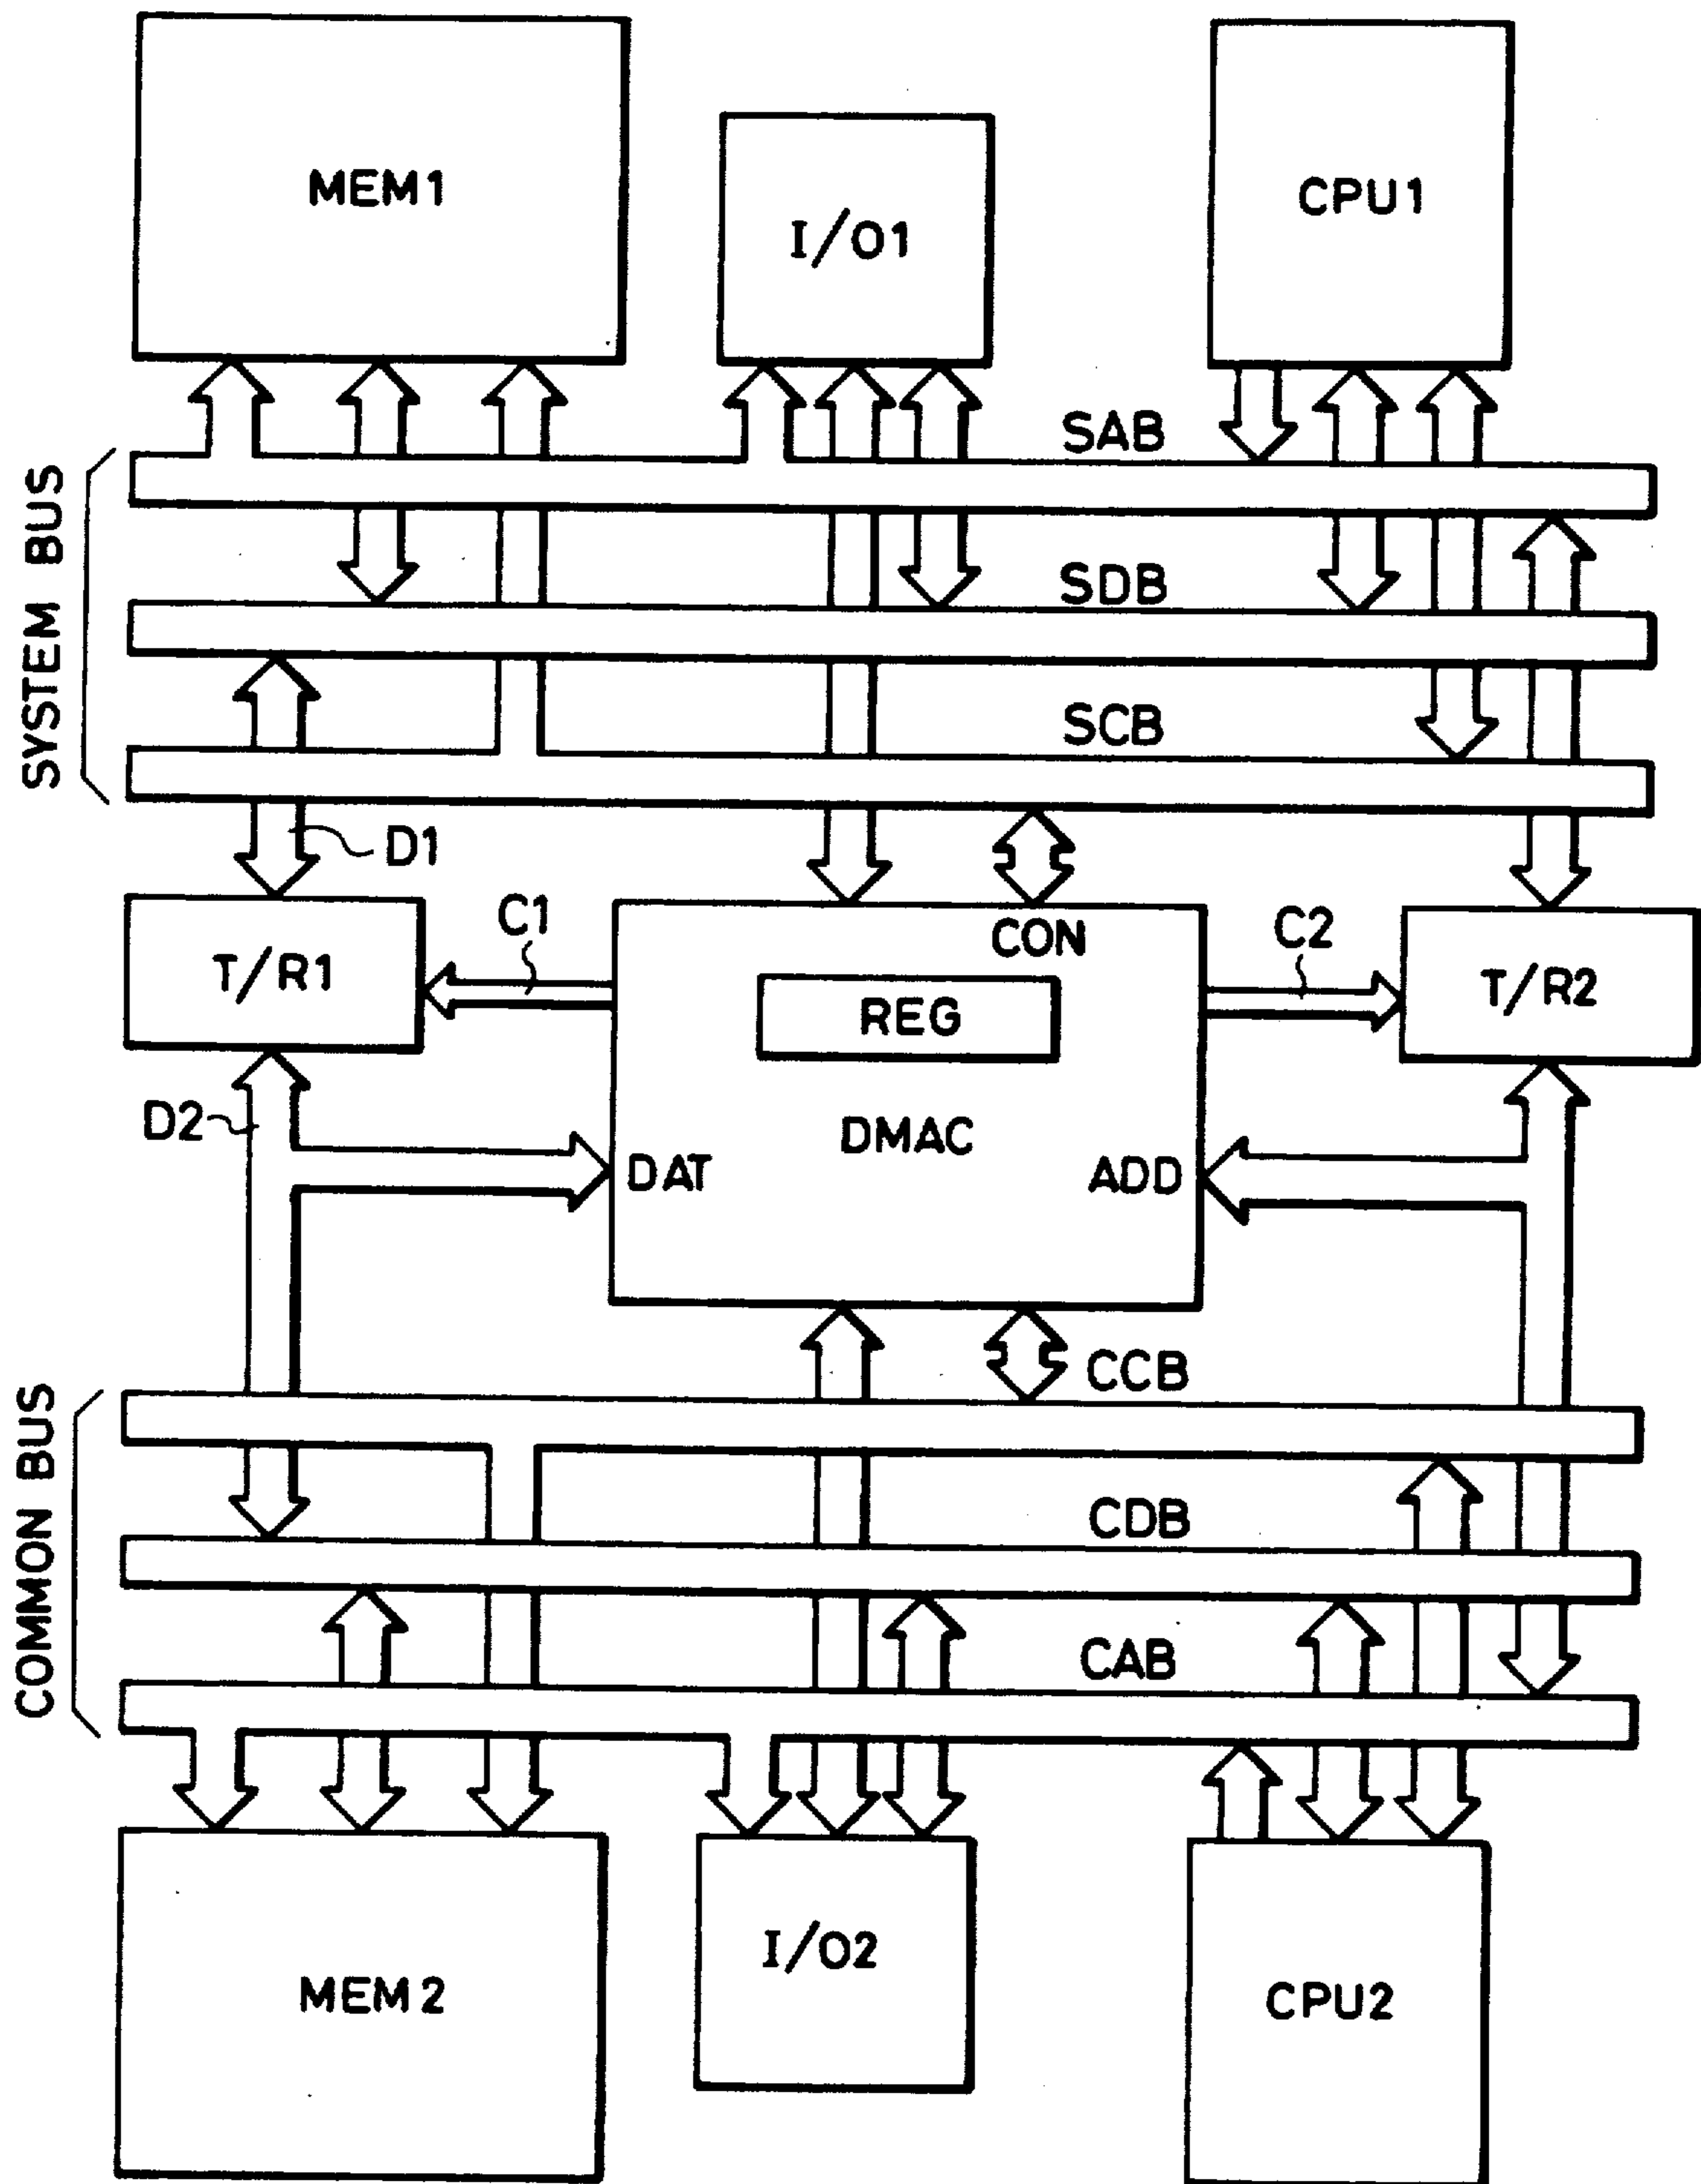 MEM1
I/O1
CPU1
SYSTEM BUS
SAB
SDB
SCB
D1
C1
CON
C2
T/R1
REG
T/R2
D2
DMAC
DAT
ADD
COMMON BUS
CCB
CDB
CAB
MEM2
I/O2
CPU2